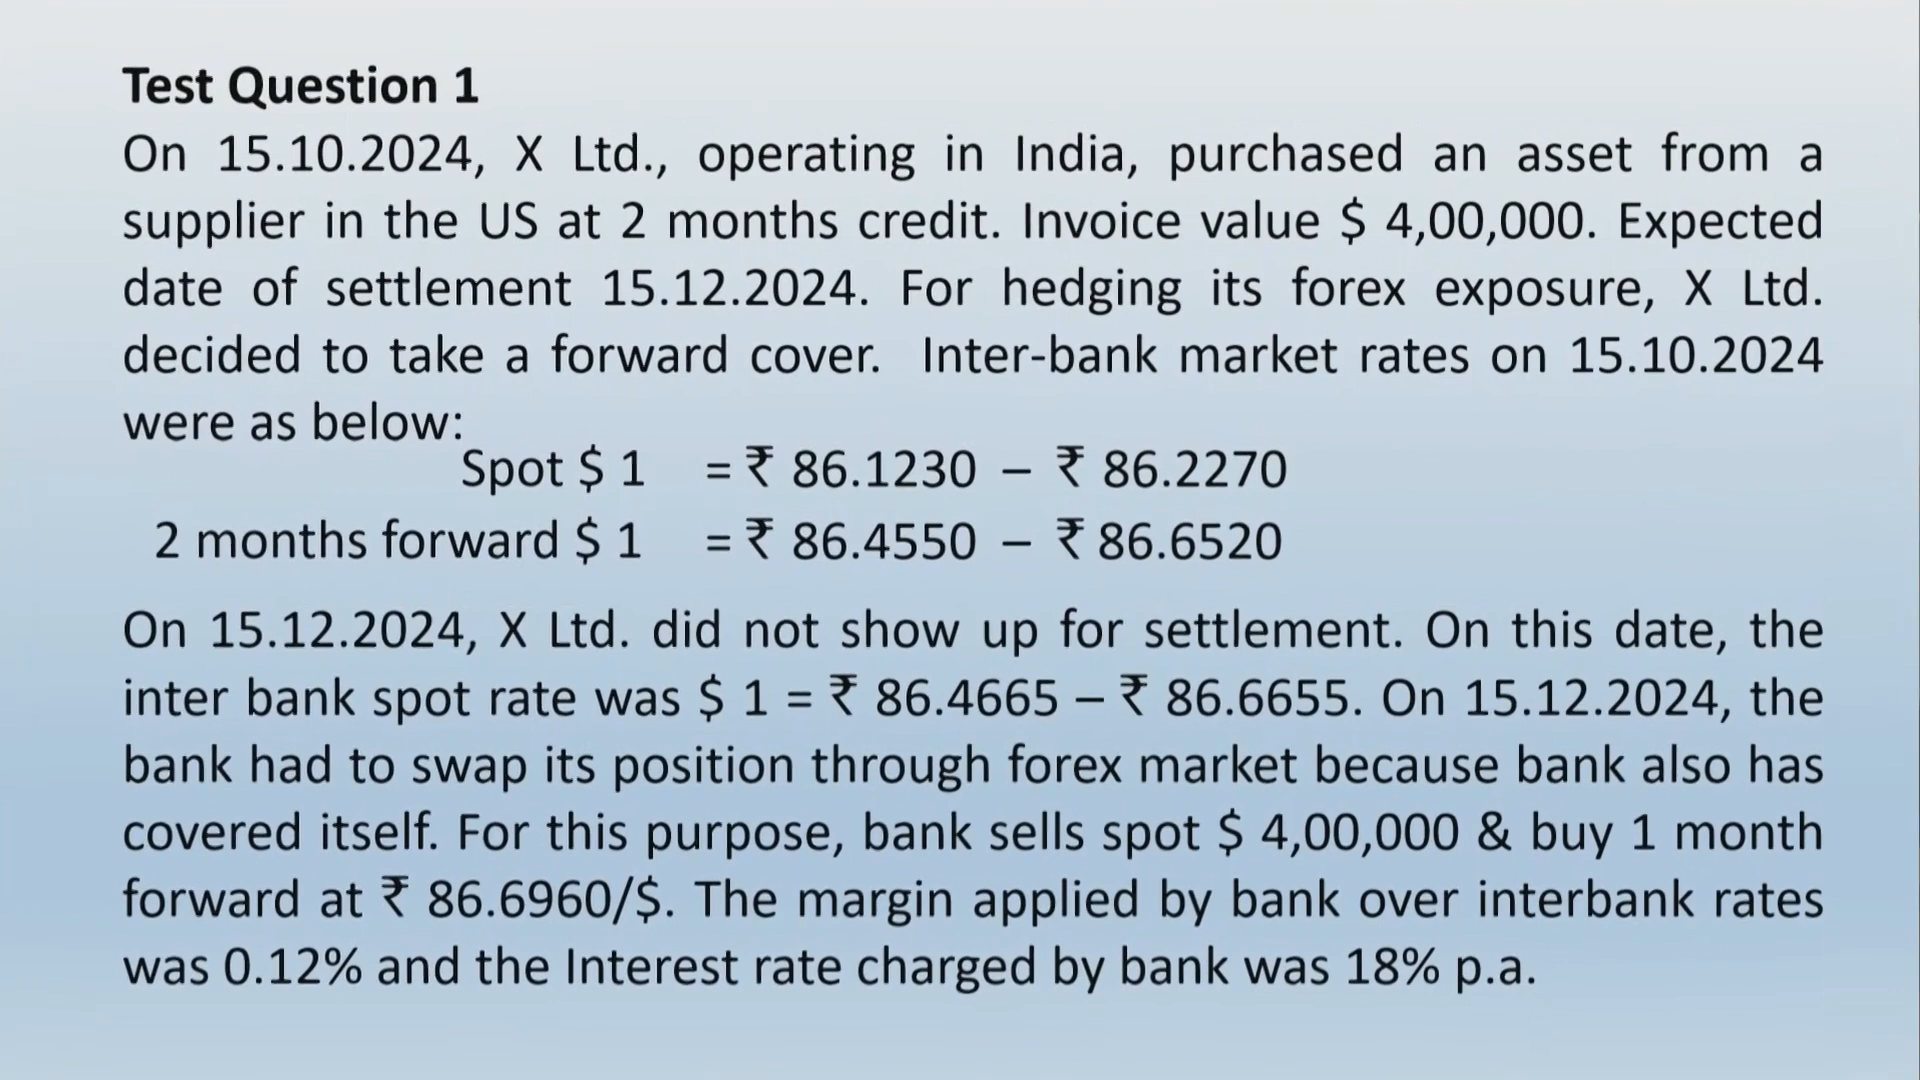 Test Question 1
On 15.10.2024, X Ltd., operating in India, purchased an asset from a
supplier in the US at 2 months credit. Invoice value $ 4,00,000. Expected
date of settlement 15.12.2024. For hedging its forex exposure, X Ltd.
decided to take a forward cover. Inter-bank market rates on 15.10.2024
were as below:
Spot $ 1 = ₹ 86.1230 – ₹ 86.2270
2 months forward $ 1 = ₹ 86.4550 – ₹ 86.6520
On 15.12.2024, X Ltd. did not show up for settlement. On this date, the
inter bank spot rate was $ 1 = ₹ 86.4665 – ₹ 86.6655. On 15.12.2024, the
bank had to swap its position through forex market because bank also has
covered itself. For this purpose, bank sells spot $ 4,00,000 & buy 1 month
forward at ₹ 86.6960/$. The margin applied by bank over interbank rates
was 0.12% and the Interest rate charged by bank was 18% p.a.